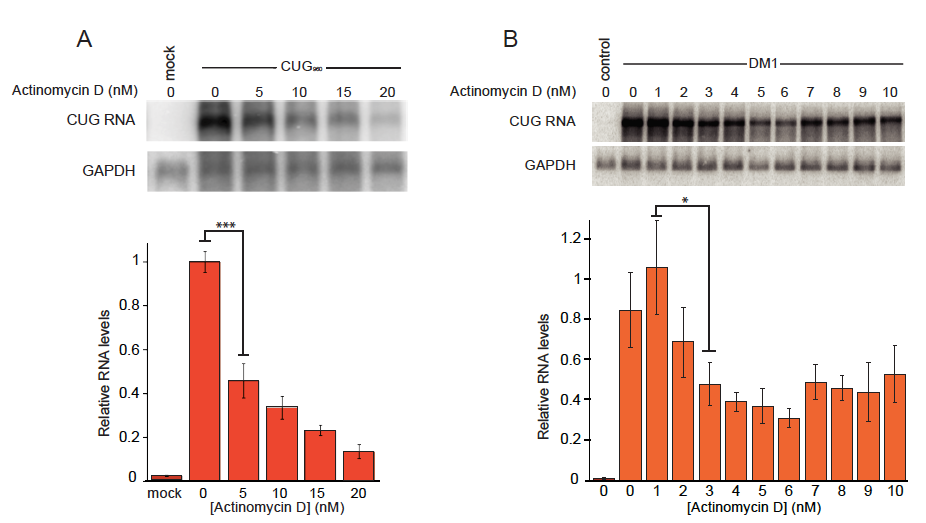 A
mock
CUG960
Actinomycin D (nM)
0 0 5 10 15 20
CUG RNA
GAPDH
***
Relative RNA levels
1
0.8
0.6
0.4
0.2
0
mock 0 5 10 15 20
[Actinomycin D] (nM)
B
control
DM1
Actinomycin D (nM)
0 0 1 2 3 4 5 6 7 8 9 10
CUG RNA
GAPDH
*
Relative RNA levels
1.2
1
0.8
0.6
0.4
0.2
0
0 0 1 2 3 4 5 6 7 8 9 10
[Actinomycin D] (nM)